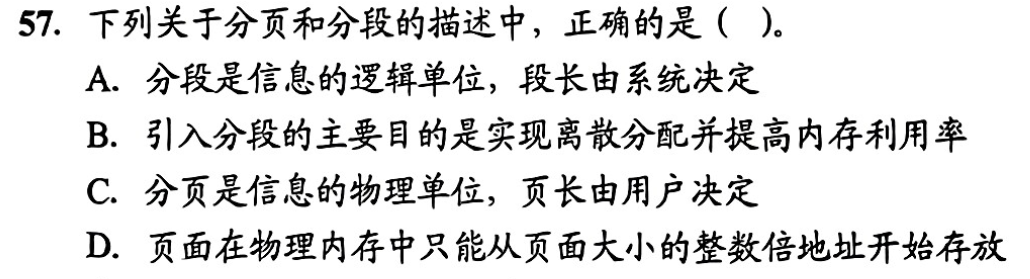 57. 下列关于分页和分段的描述中，正确的是（ ）。
A. 分段是信息的逻辑单位，段长由系统决定
B. 引入分段的主要目的是实现离散分配并提高内存利用率
C. 分页是信息的物理单位，页长由用户决定
D. 页面在物理内存中只能从页面大小的整数倍地址开始存放